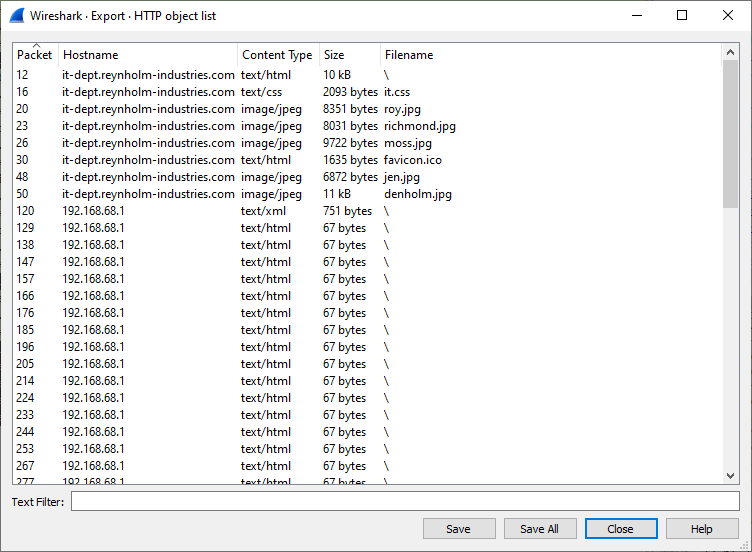 Wireshark · Export · HTTP object list
Packet Hostname Content Type Size Filename
12 it-dept.reynholm-industries.com text/html 10 kB \
16 it-dept.reynholm-industries.com text/css 2093 bytes it.css
20 it-dept.reynholm-industries.com image/jpeg 8351 bytes roy.jpg
23 it-dept.reynholm-industries.com image/jpeg 8031 bytes richmond.jpg
26 it-dept.reynholm-industries.com image/jpeg 9722 bytes moss.jpg
30 it-dept.reynholm-industries.com text/html 1635 bytes favicon.ico
48 it-dept.reynholm-industries.com image/jpeg 6872 bytes jen.jpg
50 it-dept.reynholm-industries.com image/jpeg 11 kB denholm.jpg
120 192.168.68.1 text/xml 751 bytes \
129 192.168.68.1 text/html 67 bytes \
138 192.168.68.1 text/html 67 bytes \
147 192.168.68.1 text/html 67 bytes \
157 192.168.68.1 text/html 67 bytes \
166 192.168.68.1 text/html 67 bytes \
176 192.168.68.1 text/html 67 bytes \
185 192.168.68.1 text/html 67 bytes \
196 192.168.68.1 text/html 67 bytes \
205 192.168.68.1 text/html 67 bytes \
214 192.168.68.1 text/html 67 bytes \
224 192.168.68.1 text/html 67 bytes \
233 192.168.68.1 text/html 67 bytes \
244 192.168.68.1 text/html 67 bytes \
253 192.168.68.1 text/html 67 bytes \
267 192.168.68.1 text/html 67 bytes \
277 192.168.68.1 text/html 67 bytes \
Text Filter:
Save Save All Close Help